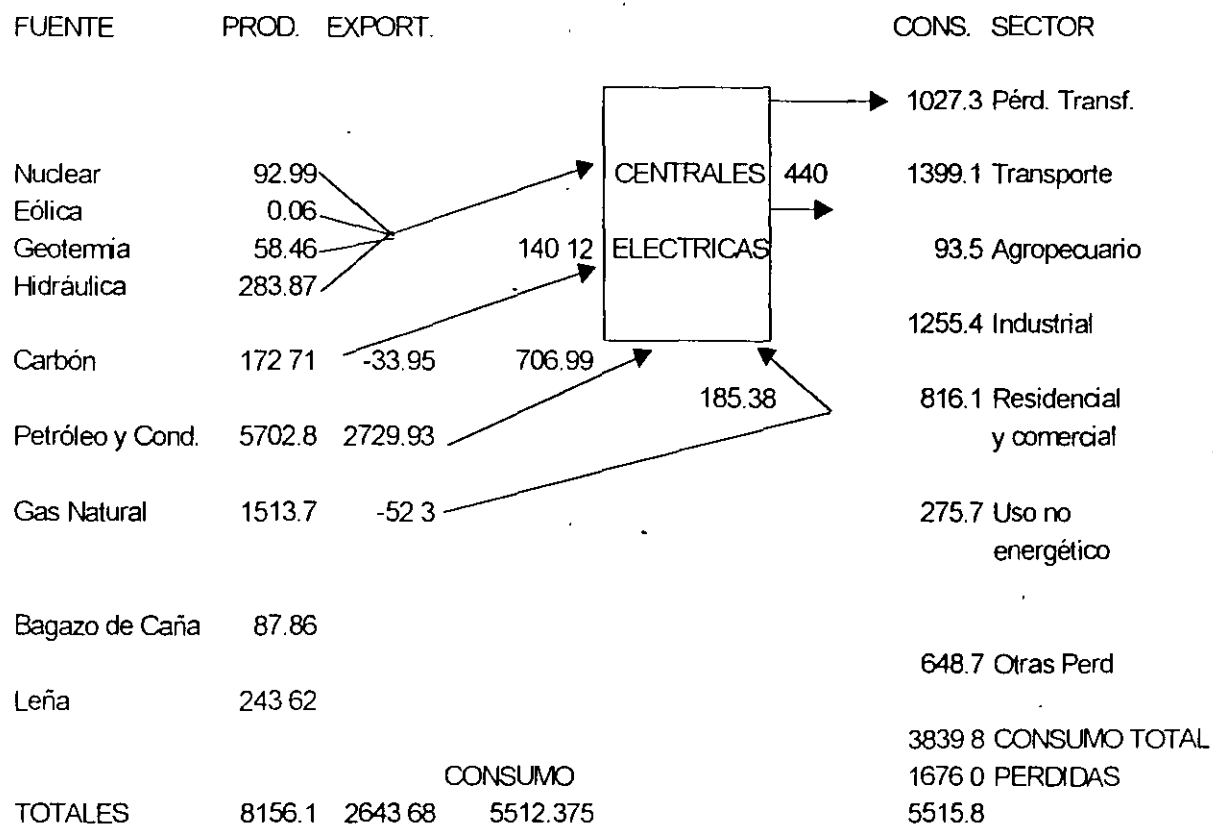 FUENTE PROD. EXPORT. CONS. SECTOR
1027.3 Pérd. Transf.
Nuclear 92.99 CENTRALES 440 1399.1 Transporte
Eólica 0.06
Geotermia 58.46 140 12 ELECTRICAS 93.5 Agropecuario
Hidráulica 283.87
1255.4 Industrial
Carbón 172 71 -33.95 706.99
185.38 816.1 Residencial
Petróleo y Cond. 5702.8 2729.93 y comercial
Gas Natural 1513.7 -52 3 275.7 Uso no
energético
Bagazo de Caña 87.86
648.7 Otras Perd
Leña 243 62
3839 8 CONSUMO TOTAL
CONSUMO 1676 0 PERDIDAS
TOTALES 8156.1 2643 68 5512.375 5515.8